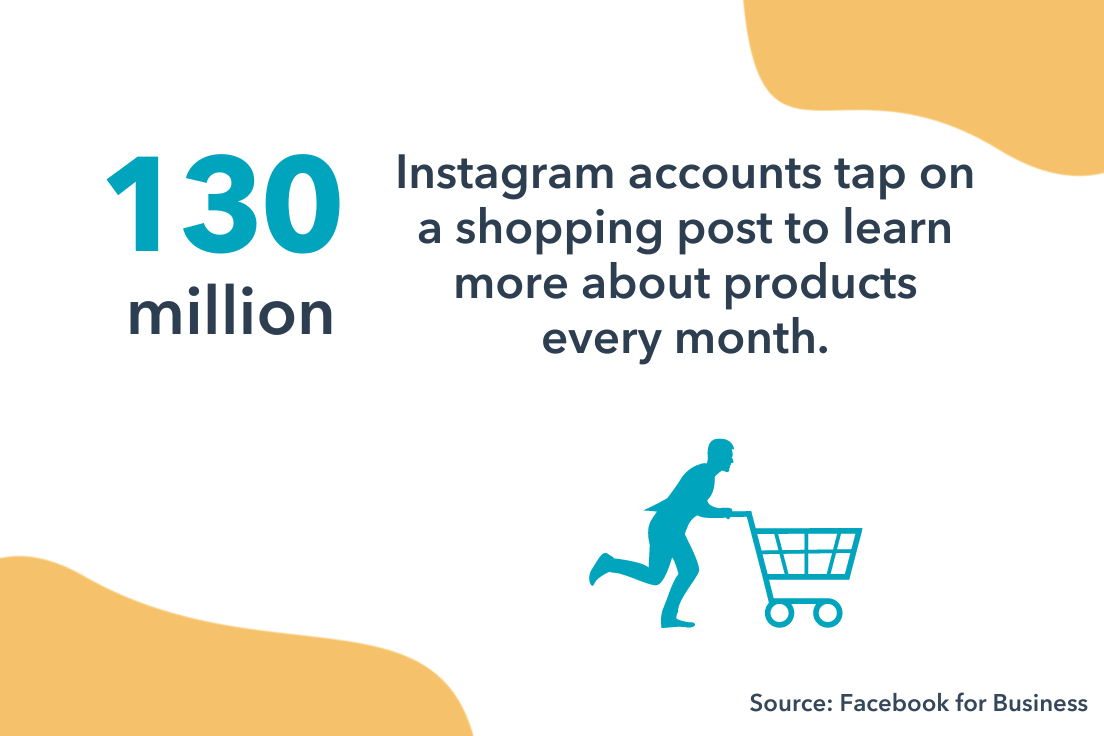 130
million
Instagram accounts tap on
a shopping post to learn
more about products
every month.
Source: Facebook for Business